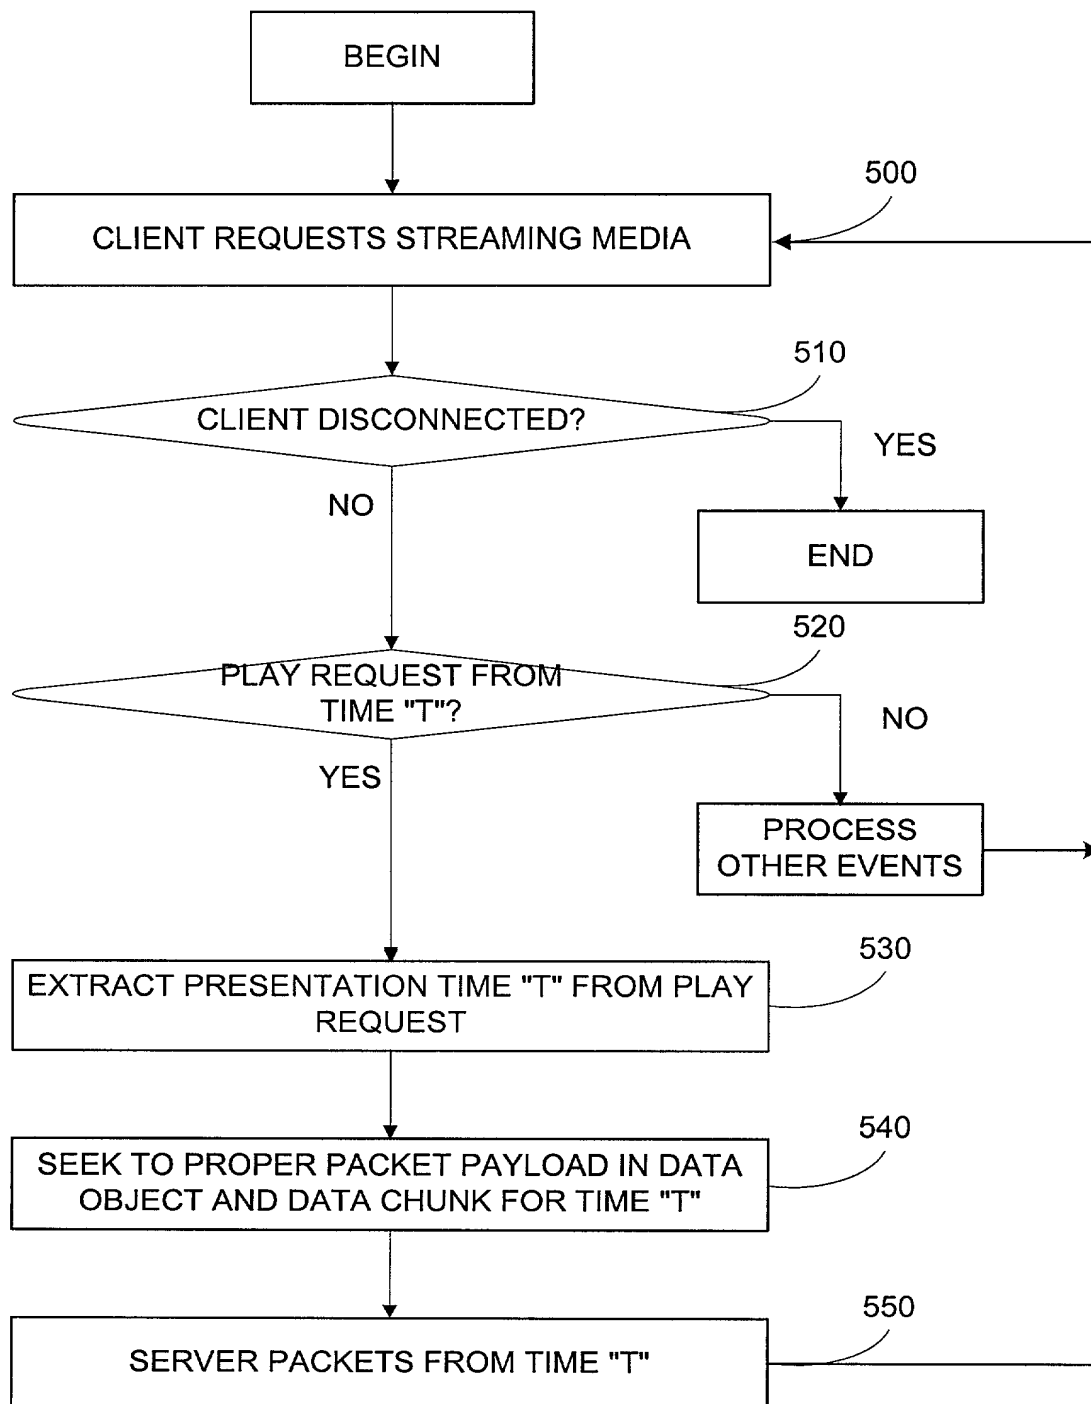 BEGIN
500
CLIENT REQUESTS STREAMING MEDIA
510
CLIENT DISCONNECTED?
YES
NO
END
520
PLAY REQUEST FROM
TIME "T"?
NO
YES
PROCESS
OTHER EVENTS
530
EXTRACT PRESENTATION TIME "T" FROM PLAY
REQUEST
540
SEEK TO PROPER PACKET PAYLOAD IN DATA
OBJECT AND DATA CHUNK FOR TIME "T"
550
SERVER PACKETS FROM TIME "T"